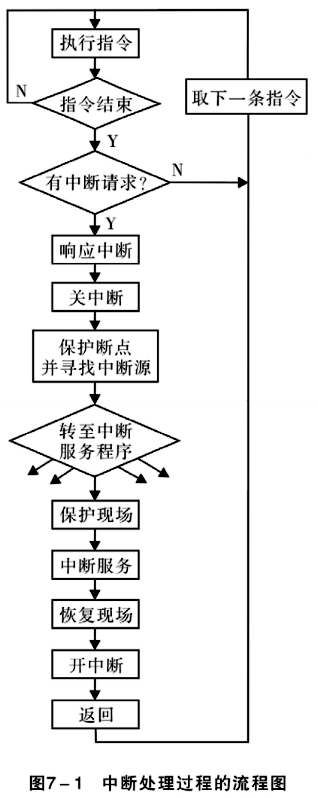 执行指令
N
指令结束
取下一条指令
Y
有中断请求?
N
Y
响应中断
关中断
保护断点
并寻找中断源
转至中断
服务程序
保护现场
中断服务
恢复现场
开中断
返回
图7-1 中断处理过程的流程图